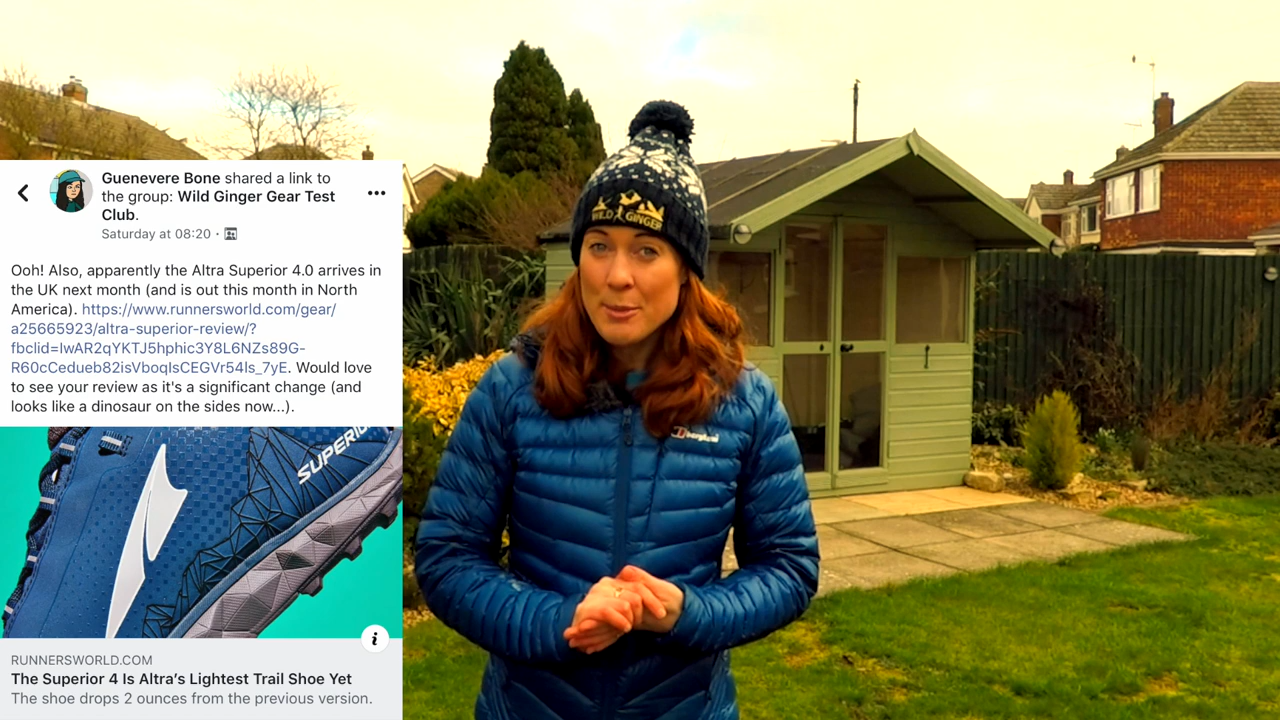 Guenevere Bone shared a link to
the group: Wild Ginger Gear Test
Club.
Saturday at 08:20 ·
Ooh! Also, apparently the Altra Superior 4.0 arrives in
the UK next month (and is out this month in North
America). https://www.runnersworld.com/gear/
a25665923/altra-superior-review/?
fbclid=IwAR2qYKTJ5hphic3Y8L6NZs89G-
R60cCedueb82isVboqIsCEGVr54Is_7yE. Would love
to see your review as it's a significant change (and
looks like a dinosaur on the sides now...).
SUPERIOR
i
RUNNERSWORLD.COM
The Superior 4 Is Altra's Lightest Trail Shoe Yet
The shoe drops 2 ounces from the previous version.
WILD GINGER
berghaus